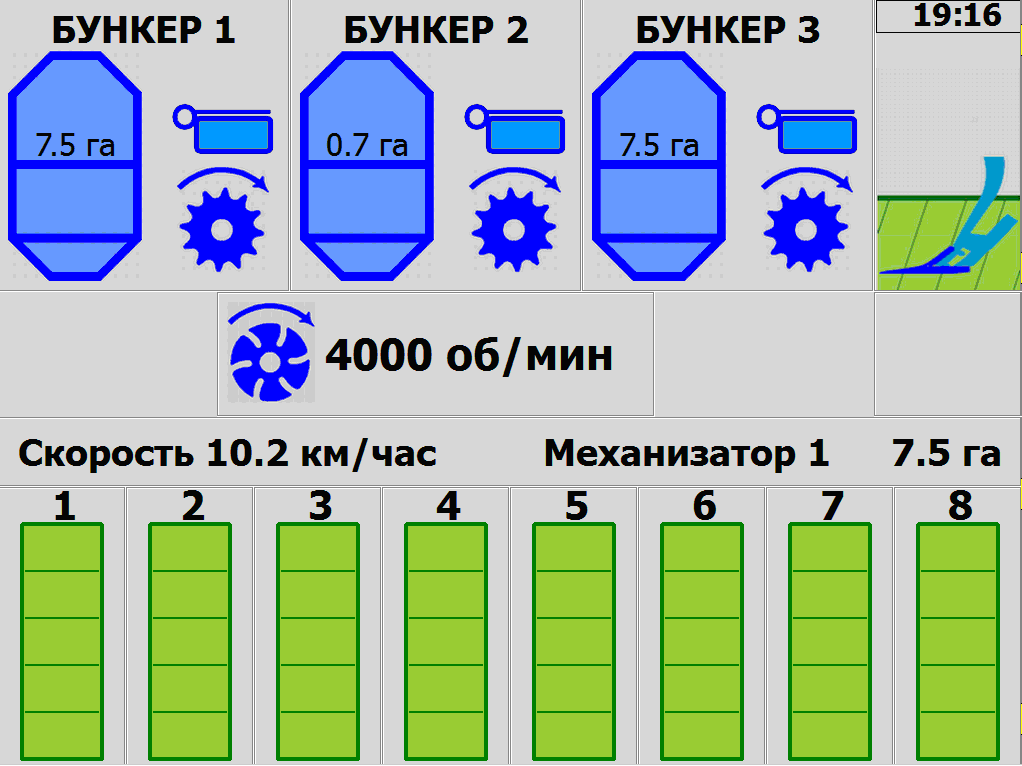 БУНКЕР 1
БУНКЕР 2
БУНКЕР 3
19:16
7.5 га
0.7 га
7.5 га
4000 об/мин
Скорость 10.2 км/час
Механизатор 1
7.5 га
1
2
3
4
5
6
7
8